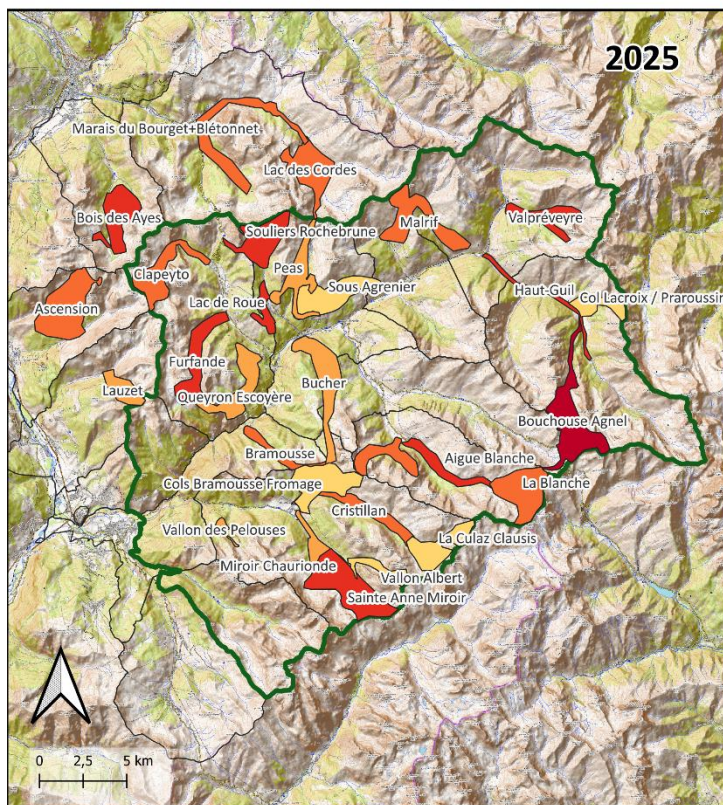 2025
Marais du Bourget+Blétonnet
Lac des Cordes
Bois des Ayes
Souliers Rochebrune
Malrif
Valpréveyre
Clapeyto
Peas
Ascension
Lac de Roue
Sous Agrenier
Haut-Guil
Col Lacroix / Praroussin
Furfande
Lauzet
Queyron Escoyère
Bucher
Bouchouse Agnel
Bramousse
Aigue Blanche
Cols Bramousse Fromage
La Blanche
Cristillan
Vallon des Pelouses
La Culaz Clausis
Miroir Chaurionde
Vallon Albert
Sainte Anne Miroir
0 2,5 5 km